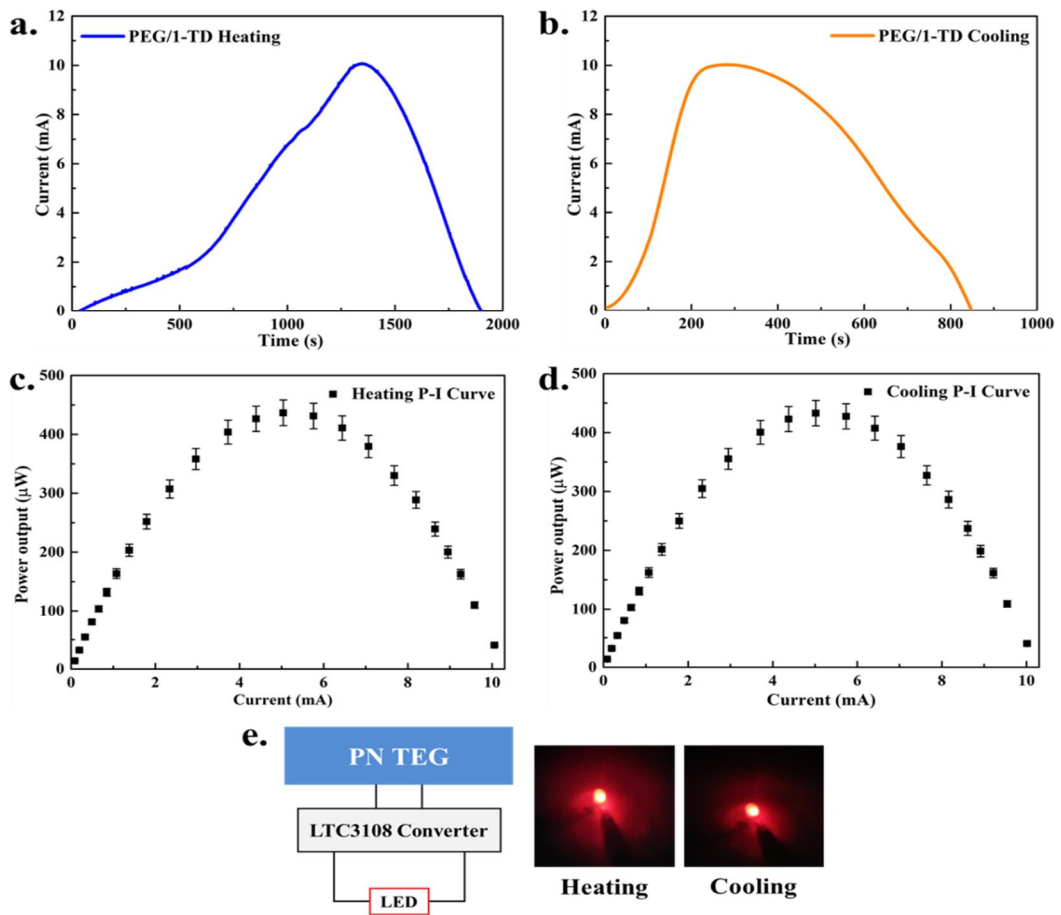 a.
PEG/1-TD Heating
Current (mA)
12
10
8
6
4
2
0
0 500 1000 1500 2000
Time (s)
b.
PEG/1-TD Cooling
Current (mA)
12
10
8
6
4
2
0
0 200 400 600 800 1000
Time (s)
c.
Heating P-I Curve
Power output (μW)
500
400
300
200
100
0
0 2 4 6 8 10
Current (mA)
d.
Cooling P-I Curve
Power output (μW)
500
400
300
200
100
0
0 2 4 6 8 10
Current (mA)
e.
PN TEG
LTC3108 Converter
LED
Heating
Cooling